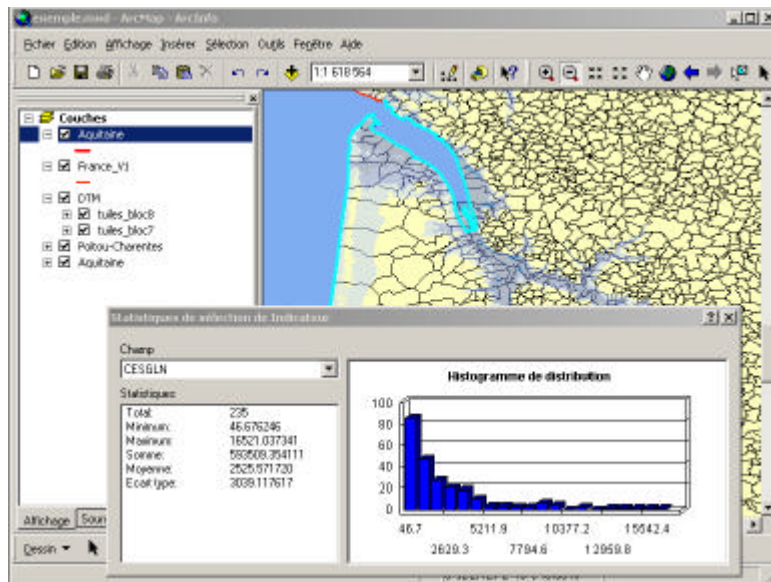 exemple.mxd - ArcMap - ArcInfo
Fichier Edition Affichage Insérer Sélection Outils Fenêtre Aide
1:1 618 564
Couches
Aquitaine
France_V1
DTM
tuiles_bloc8
tuiles_bloc7
Poitou-Charentes
Aquitaine
Statistiques de sélection de Indicateur
Champ
CESGLN
Statistiques
Total: 235
Minimum: 46.676246
Maximum: 16521.037341
Somme: 593509.354111
Moyenne: 2525.571720
Ecart type: 3039.117617
Histogramme de distribution
100
80
60
40
20
0
46.7 5211.9 10377.2 15542.4
2629.3 7794.6 12959.8
Affichage Sour
Dessin